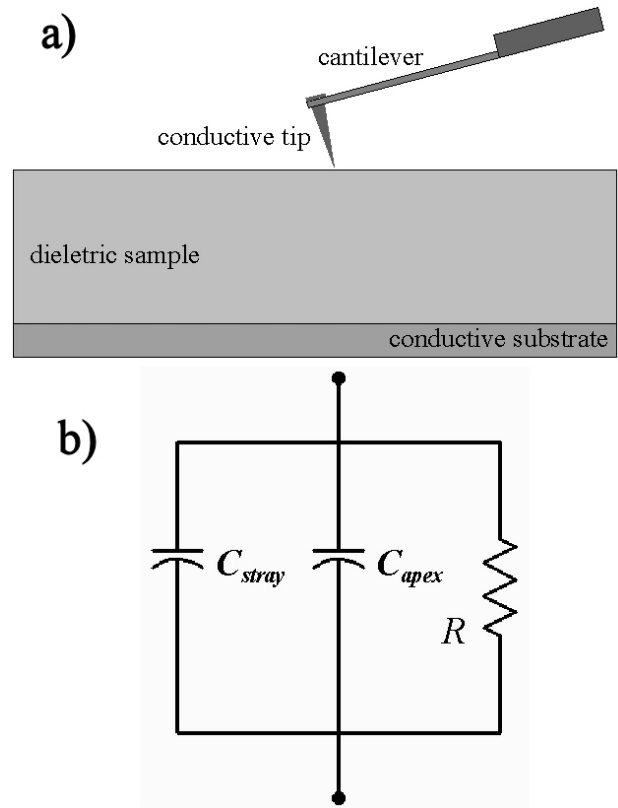 a)
cantilever
conductive tip
dieletric sample
conductive substrate
b)
C_stray
C_apex
R